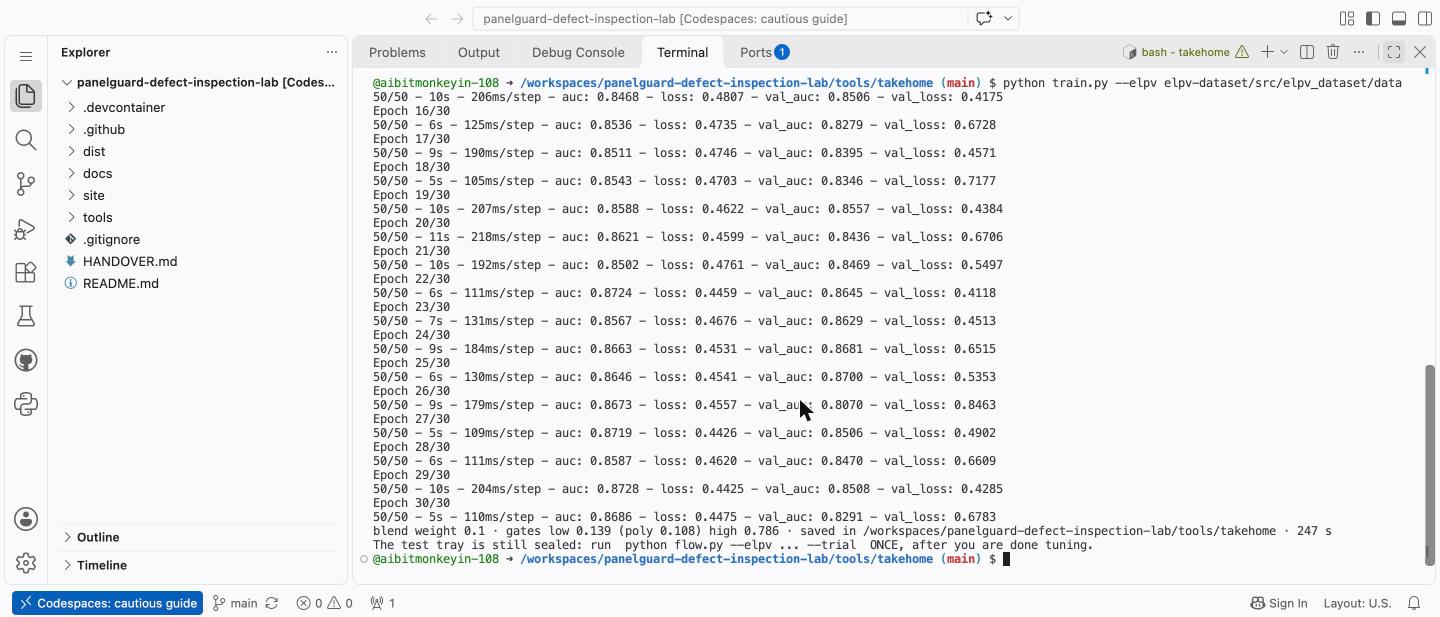 panelguard-defect-inspection-lab [Codespaces: cautious guide]
Explorer
panelguard-defect-inspection-lab [Codes...
.devcontainer
.github
dist
docs
site
tools
.gitignore
HANDOVER.md
README.md
Outline
Timeline
Problems Output Debug Console Terminal Ports 1
bash - takehome
@aibitmonkeyin-108 → /workspaces/panelguard-defect-inspection-lab/tools/takehome (main) $ python train.py --elpv elpv-dataset/src/elpv_dataset/data
50/50 - 10s - 206ms/step - auc: 0.8468 - loss: 0.4807 - val_auc: 0.8506 - val_loss: 0.4175
Epoch 16/30
50/50 - 6s - 125ms/step - auc: 0.8536 - loss: 0.4735 - val_auc: 0.8279 - val_loss: 0.6728
Epoch 17/30
50/50 - 9s - 190ms/step - auc: 0.8511 - loss: 0.4746 - val_auc: 0.8395 - val_loss: 0.4571
Epoch 18/30
50/50 - 5s - 105ms/step - auc: 0.8543 - loss: 0.4703 - val_auc: 0.8346 - val_loss: 0.7177
Epoch 19/30
50/50 - 10s - 207ms/step - auc: 0.8588 - loss: 0.4622 - val_auc: 0.8557 - val_loss: 0.4384
Epoch 20/30
50/50 - 11s - 218ms/step - auc: 0.8621 - loss: 0.4599 - val_auc: 0.8436 - val_loss: 0.6706
Epoch 21/30
50/50 - 10s - 192ms/step - auc: 0.8502 - loss: 0.4761 - val_auc: 0.8469 - val_loss: 0.5497
Epoch 22/30
50/50 - 6s - 111ms/step - auc: 0.8724 - loss: 0.4459 - val_auc: 0.8645 - val_loss: 0.4118
Epoch 23/30
50/50 - 7s - 131ms/step - auc: 0.8567 - loss: 0.4676 - val_auc: 0.8629 - val_loss: 0.4513
Epoch 24/30
50/50 - 9s - 184ms/step - auc: 0.8663 - loss: 0.4531 - val_auc: 0.8681 - val_loss: 0.6515
Epoch 25/30
50/50 - 6s - 130ms/step - auc: 0.8646 - loss: 0.4541 - val_auc: 0.8700 - val_loss: 0.5353
Epoch 26/30
50/50 - 9s - 179ms/step - auc: 0.8673 - loss: 0.4557 - val_auc: 0.8070 - val_loss: 0.8463
Epoch 27/30
50/50 - 5s - 109ms/step - auc: 0.8719 - loss: 0.4426 - val_auc: 0.8506 - val_loss: 0.4902
Epoch 28/30
50/50 - 6s - 111ms/step - auc: 0.8587 - loss: 0.4620 - val_auc: 0.8470 - val_loss: 0.6609
Epoch 29/30
50/50 - 10s - 204ms/step - auc: 0.8728 - loss: 0.4425 - val_auc: 0.8508 - val_loss: 0.4285
Epoch 30/30
50/50 - 5s - 110ms/step - auc: 0.8686 - loss: 0.4475 - val_auc: 0.8291 - val_loss: 0.6783
blend weight 0.1 · gates low 0.139 (poly 0.108) high 0.786 · saved in /workspaces/panelguard-defect-inspection-lab/tools/takehome · 247 s
The test tray is still sealed: run  python flow.py --elpv ... --trial  ONCE, after you are done tuning.
@aibitmonkeyin-108 → /workspaces/panelguard-defect-inspection-lab/tools/takehome (main) $
Codespaces: cautious guide main 0 0 1 Sign In Layout: U.S.